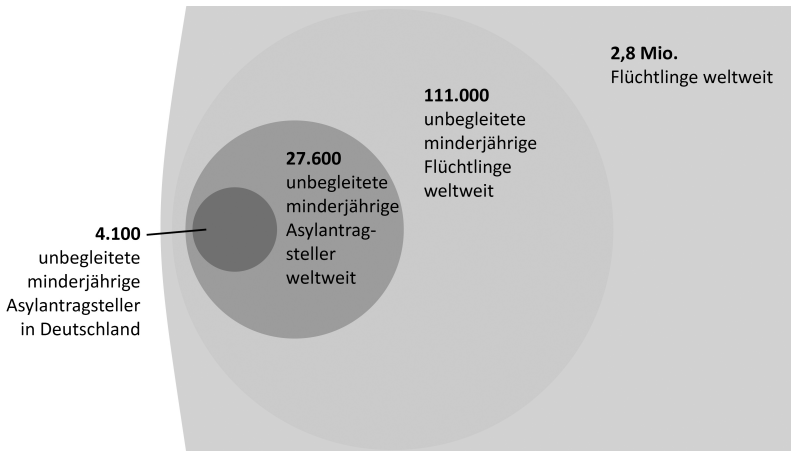 2,8 Mio.
Flüchtlinge weltweit
111.000
unbegleitete
minderjährige
Flüchtlinge
weltweit
27.600
unbegleitete
minderjährige
Asylantrag-
steller
weltweit
4.100
unbegleitete
minderjährige
Asylantragsteller
in Deutschland